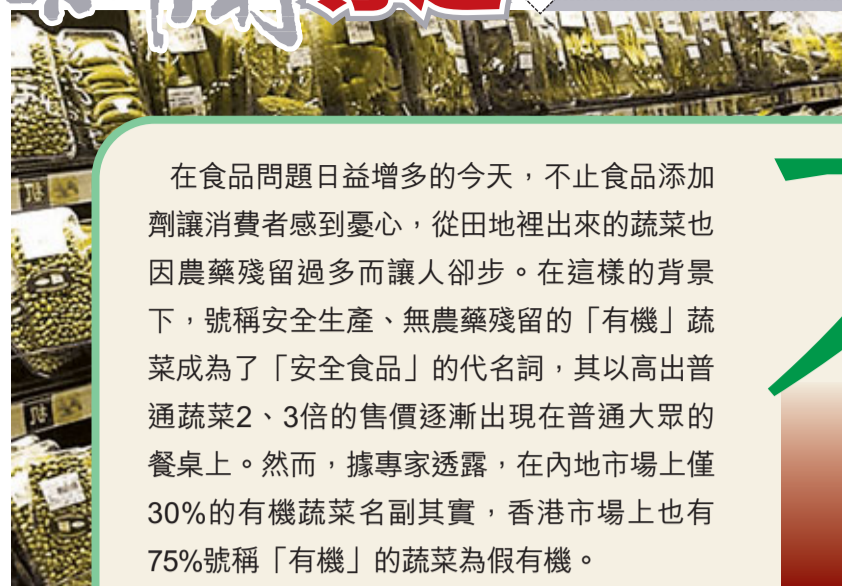 在食品問題日益增多的今天，不止食品添加
劑讓消費者感到憂心，從田地裡出來的蔬菜也
因農藥殘留過多而讓人卻步。在這樣的背景
下，號稱安全生產、無農藥殘留的「有機」蔬
菜成為了「安全食品」的代名詞，其以高出普
通蔬菜2、3倍的售價逐漸出現在普通大眾的
餐桌上。然而，據專家透露，在內地市場上僅
30%的有機蔬菜名副其實，香港市場上也有
75%號稱「有機」的蔬菜為假有機。